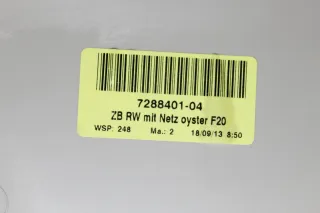 7288401-04
ZB RW mit Netz oyster F20
WSP: 248 Ma.: 2 18/09/13 8:50